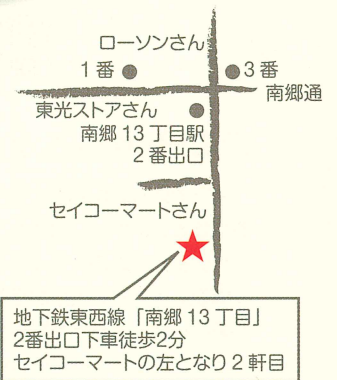 ローソンさん
1番
3番
南郷通
東光ストアさん
南郷13丁目駅
2番出口
セイコーマートさん
地下鉄東西線「南郷13丁目」
2番出口下車徒歩2分
セイコーマートの左となり2軒目